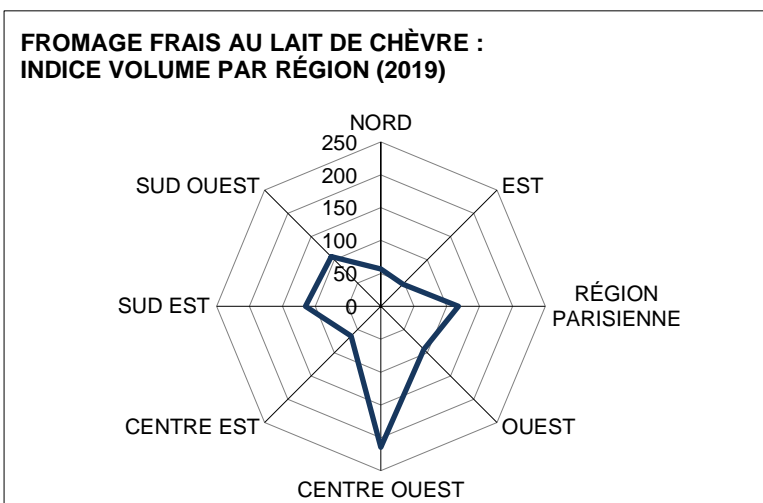 FROMAGE FRAIS AU LAIT DE CHÈVRE :
INDICE VOLUME PAR RÉGION (2019)
NORD
250
200
150
100
50
0
EST
RÉGION
PARISIENNE
OUEST
CENTRE OUEST
CENTRE EST
SUD EST
SUD OUEST